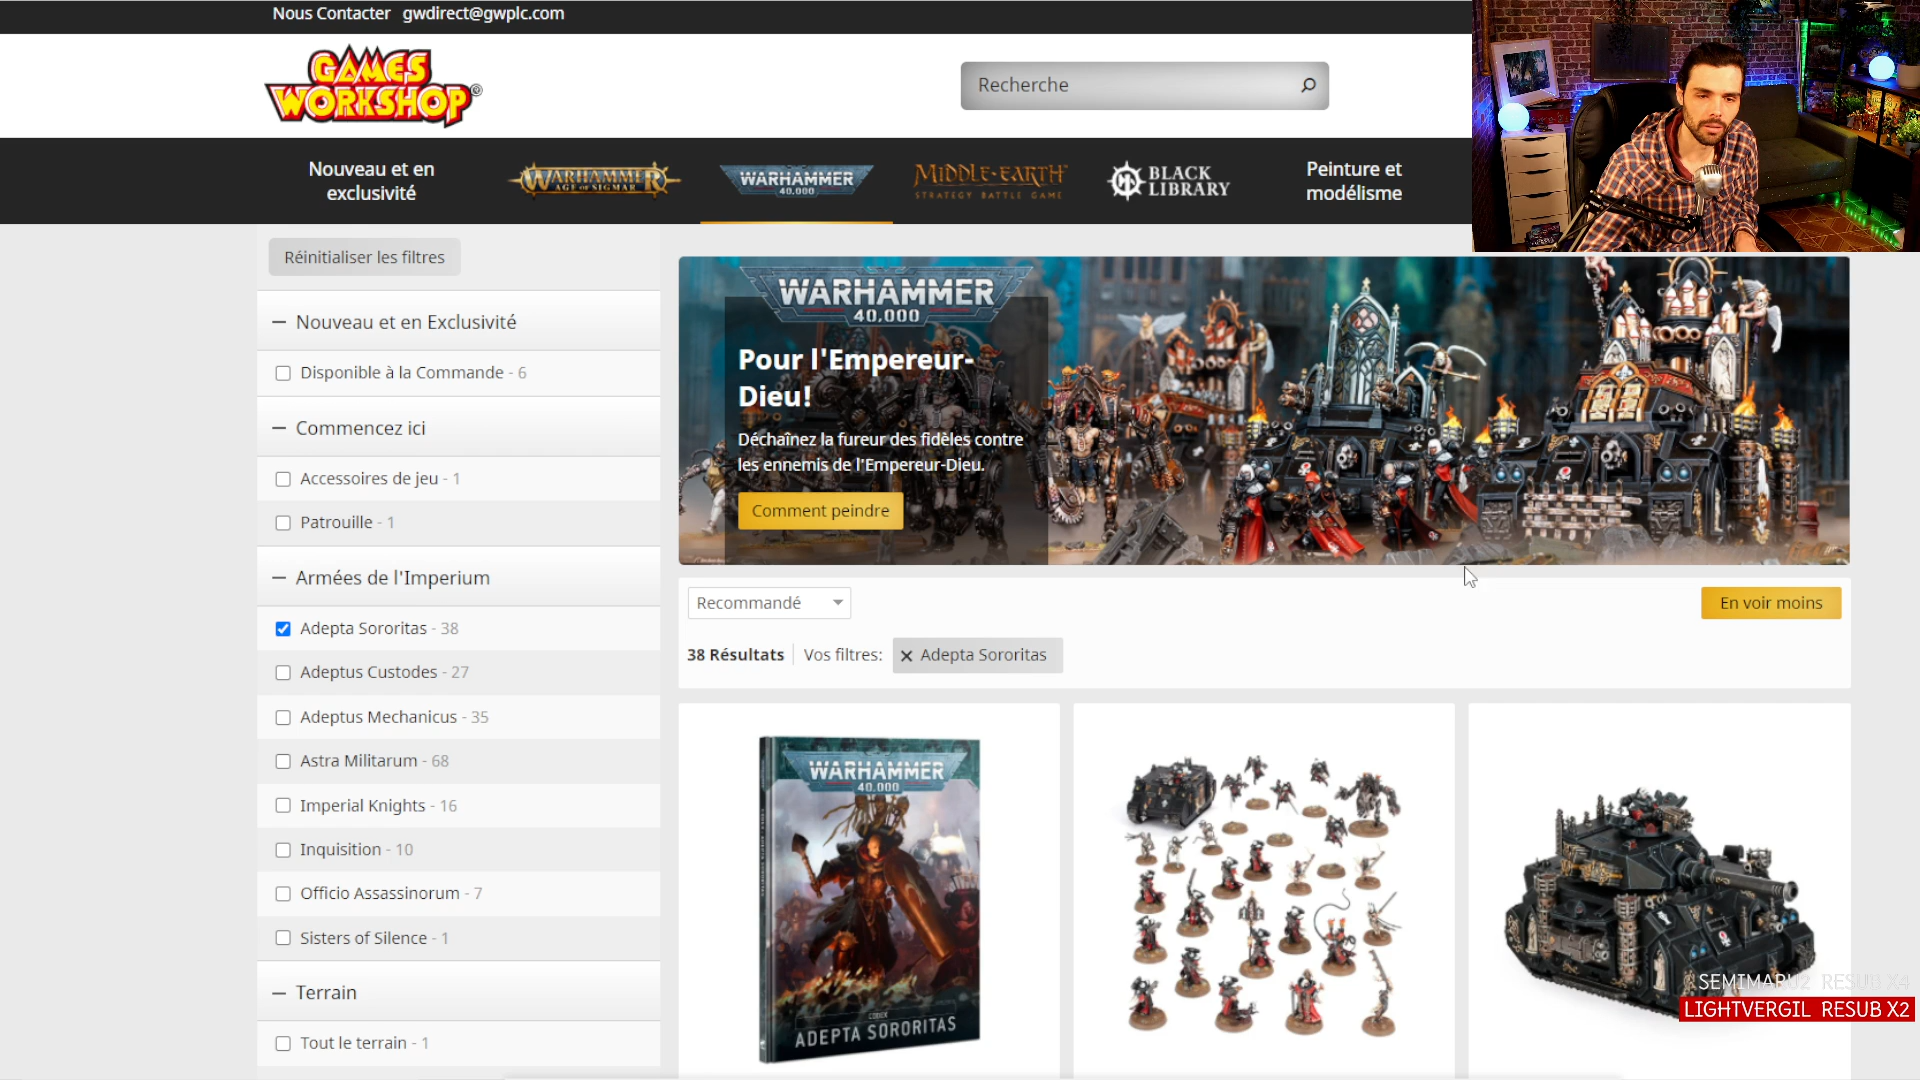 Nous Contacter gwdirect@gwplc.com
GAMES
WORKSHOP
Recherche
Nouveau et en
exclusivité
WARHAMMER
AGE OF SIGMAR
WARHAMMER
40,000
MIDDLE-EARTH
STRATEGY BATTLE GAME
BLACK
LIBRARY
Peinture et
modélisme
Réinitialiser les filtres
Nouveau et en Exclusivité
Disponible à la Commande - 6
Commencez ici
Accessoires de jeu - 1
Patrouille - 1
Armées de l'Imperium
Adepta Sororitas - 38
Adeptus Custodes - 27
Adeptus Mechanicus - 35
Astra Militarum - 68
Imperial Knights - 16
Inquisition - 10
Officio Assassinorum - 7
Sisters of Silence - 1
Terrain
Tout le terrain - 1
WARHAMMER
40,000
Pour l'Empereur-
Dieu!
Déchaînez la fureur des fidèles contre
les ennemis de l'Empereur-Dieu.
Comment peindre
Recommandé
En voir moins
38 Résultats Vos filtres: Adepta Sororitas
WARHAMMER
40,000
CODEX
ADEPTA SORORITAS
SEMIMARU2 RESUB X4
LIGHTVERGIL RESUB X2